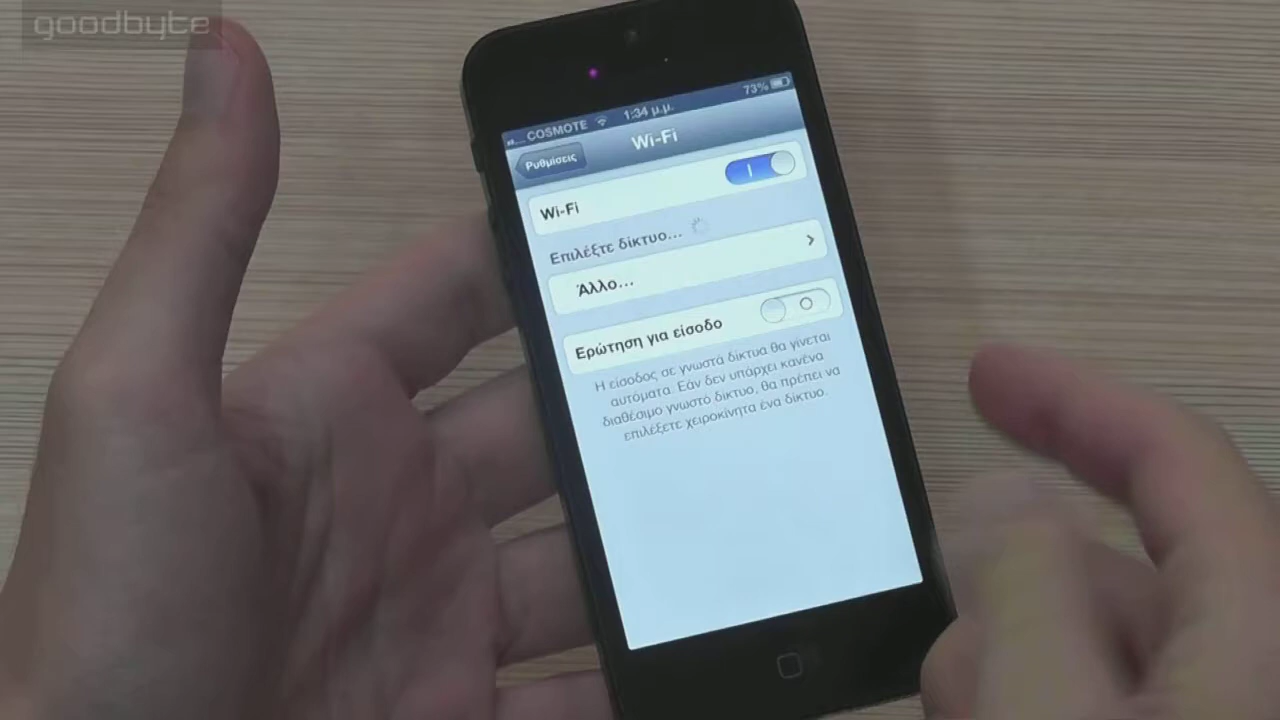 goodbyte
COSMOTE 1:34 μ.μ. 73%
Ρυθμίσεις Wi-Fi
Wi-Fi
Επιλέξτε δίκτυο...
Άλλο...
Ερώτηση για είσοδο
Η είσοδος σε γνωστά δίκτυα θα γίνεται
αυτόματα. Εάν δεν υπάρχει κανένα
διαθέσιμο γνωστό δίκτυο, θα πρέπει να
επιλέξετε χειροκίνητα ένα δίκτυο.